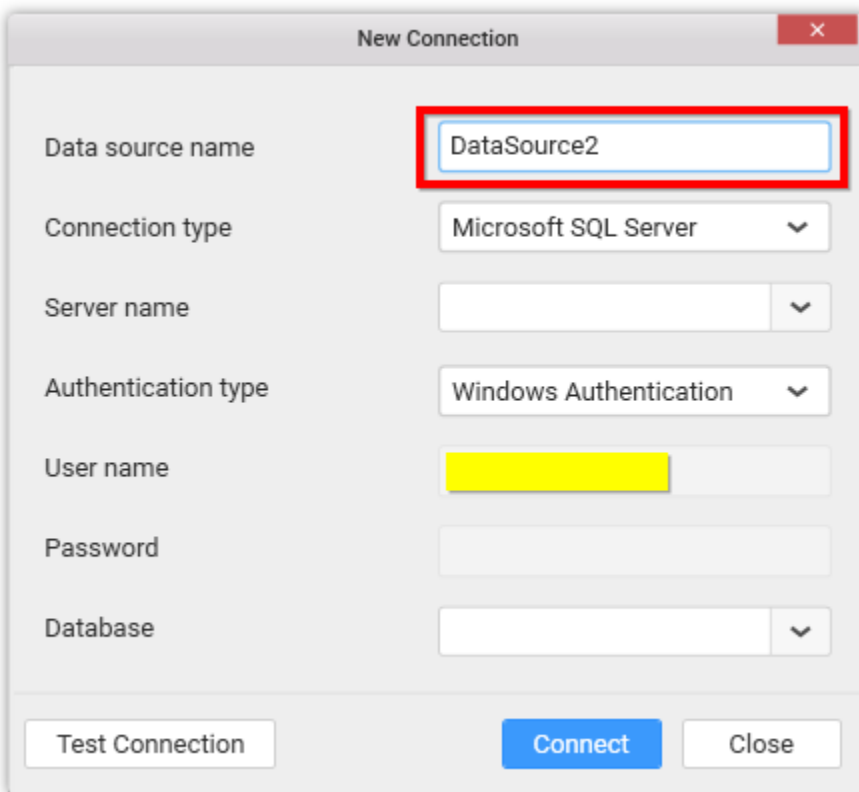 New Connection
Data source name DataSource2
Connection type Microsoft SQL Server
Server name
Authentication type Windows Authentication
User name
Password
Database
Test Connection Connect Close